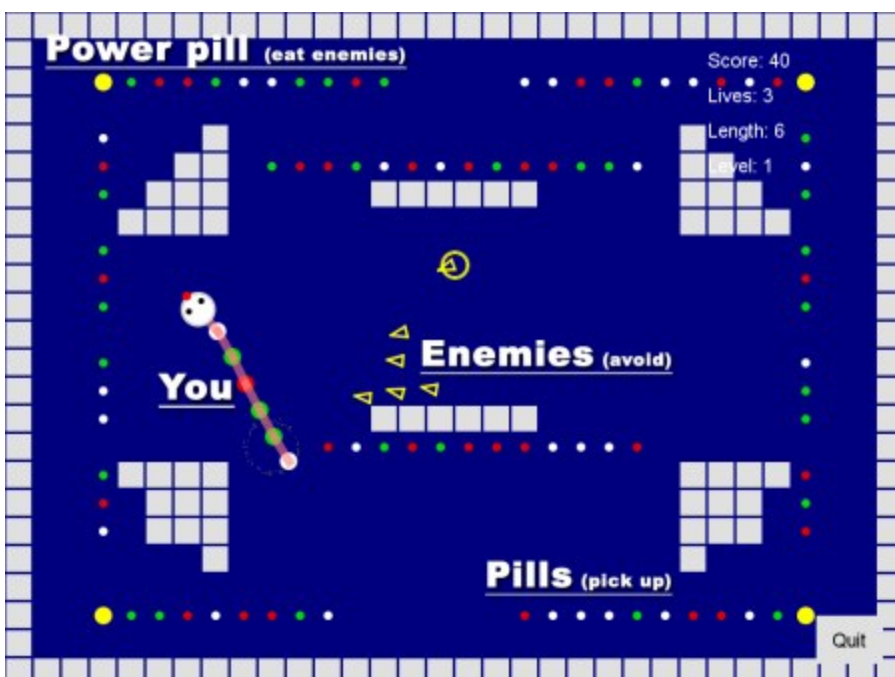 Power pill (eat enemies)
Score: 40
Lives: 3
Length: 6
Level: 1
Enemies (avoid)
You
Pills (pick up)
Quit